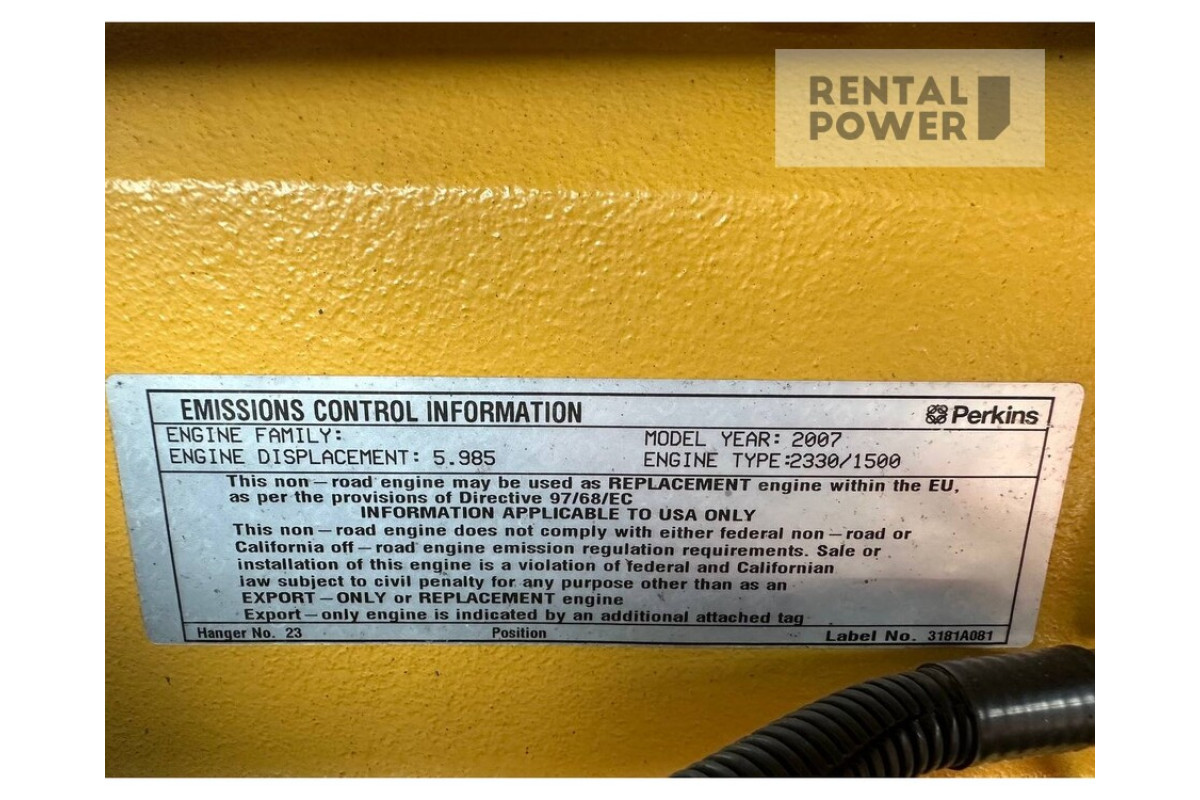 RENTAL
POWER
EMISSIONS CONTROL INFORMATION Perkins
ENGINE FAMILY: MODEL YEAR: 2007
ENGINE DISPLACEMENT: 5.985 ENGINE TYPE:2330/1500
This non-road engine may be used as REPLACEMENT engine within the EU,
as per the provisions of Directive 97/68/EC
INFORMATION APPLICABLE TO USA ONLY
This non-road engine does not comply with either federal non-road or
California off-road engine emission regulation requirements. Sale or
installation of this engine is a violation of federal and Californian
law subject to civil penalty for any purpose other than as an
EXPORT-ONLY or REPLACEMENT engine
Export-only engine is indicated by an additional attached tag
Hanger No. 23 Position Label No. 3181A081